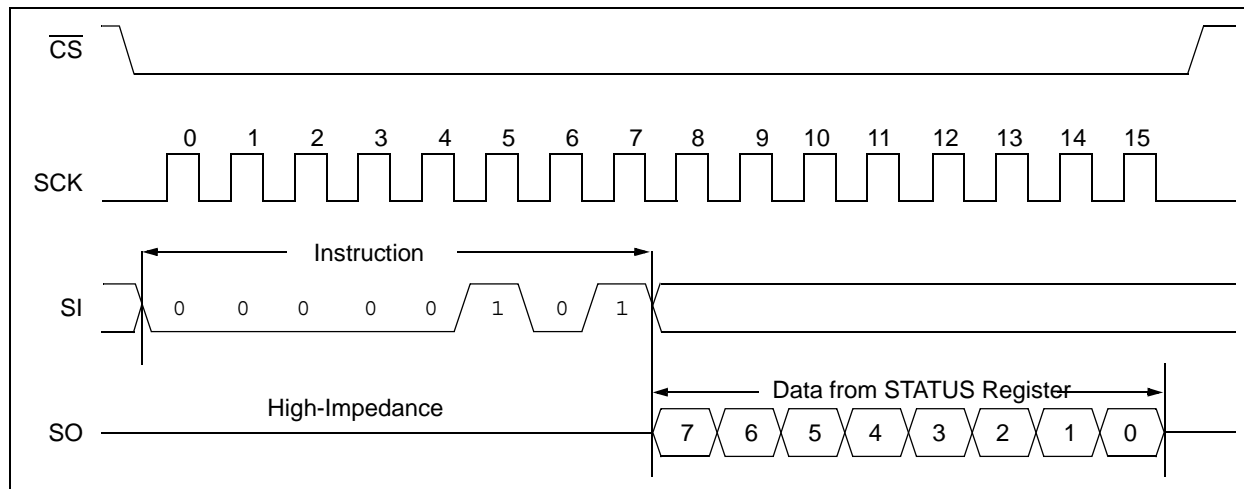 CS
0 1 2 3 4 5 6 7 8 9 10 11 12 13 14 15
SCK
Instruction
SI 0 0 0 0 0 1 0 1
Data from STATUS Register
High-Impedance
SO 7 6 5 4 3 2 1 0